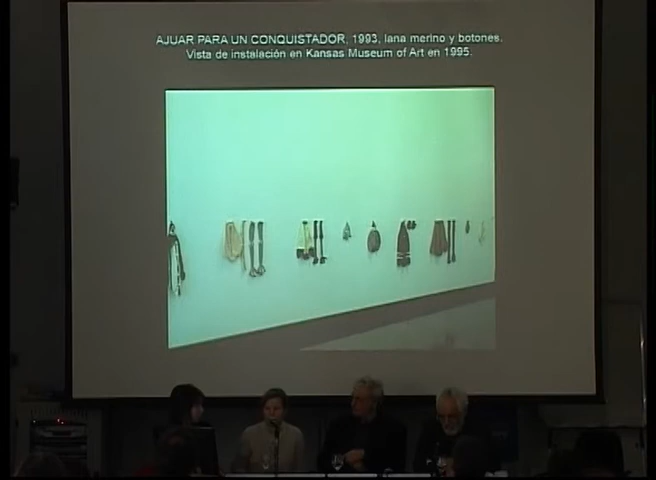 AJUAR PARA UN CONQUISTADOR, 1993, lana merino y botones.
Vista de instalación en Kansas Museum of Art en 1995.